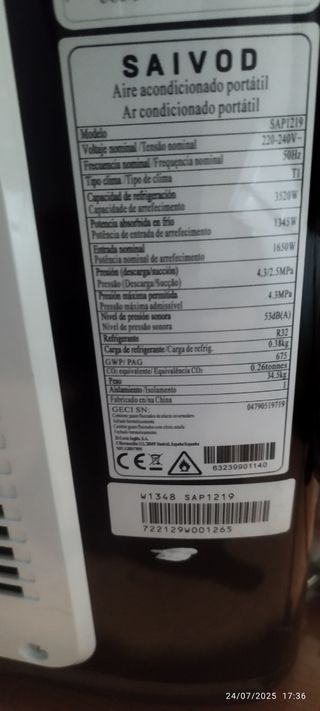 SAIVOD
Aire acondicionado portátil
Ar condicionado portátil
Modelo SAP1219
Voltaje nominal /Tensão nominal 220-240V~
Frecuencia nominal /Frequência nominal 50Hz
Tipo clima /Tipo de clima T1
Capacidad de refrigeración 3520W
Capacidade de arrefecimento
Potencia absorbida en frío 1345W
Potência de entrada de arrefecimento
Entrada nominal 1650W
Potência nominal de arrefecimento
Presión (descarga/succión) 4.3/2.5MPa
Pressão (Descarga/Sucção)
Presión máxima permitida 4.3MPa
Pressão máxima admissível
Nivel de presión sonora 53dB(A)
Nível de pressão sonora
Refrigerante R32
Carga de refrigerante/Carga de refrig. 0.38kg
GWP/ PAG 675
CO₂ equivalente/ Equivalência CO₂ 0.26tonnes
Peso 34.5kg
Aislamiento/Isolamento I
Fabricado en/na China
GECI SN: 04790519719
El Corte Inglés, S.A.
CE
63239901140
W1348 SAP1219
722129W001265
24/07/2025 • 17:36